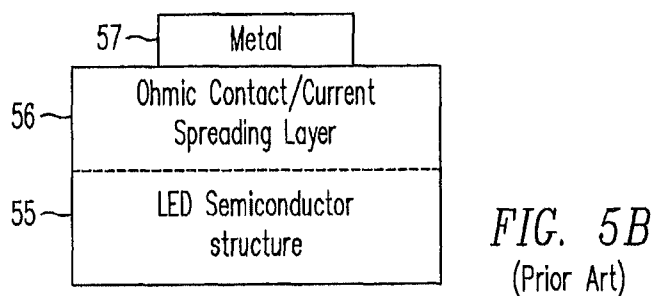 57
Metal
56
Ohmic Contact/Current
Spreading Layer
55
LED Semiconductor
structure
FIG. 5B
(Prior Art)